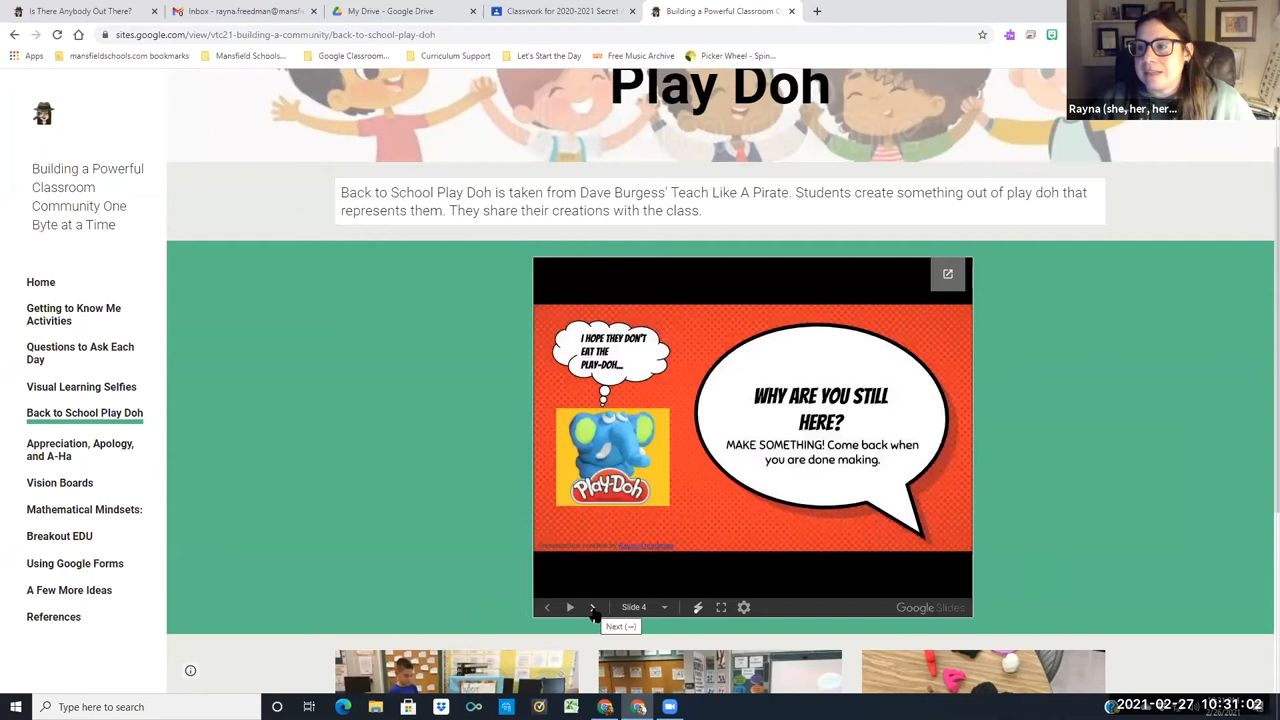 Is There Anybody Out There?
Inbox - rayna.freedman@mansf
My Drive - Google Drive
Classwork for 2020-2021 Secret
Building a Powerful Classroom C
sites.google.com/view/vtc21-building-a-community/back-to-school-play-doh
Apps
mansfieldschools.com bookmarks
Mansfield Schools...
Google Classroom...
Curriculum Support
Let's Start the Day
Free Music Archive
Picker Wheel - Spin...
Rayna (she, her, her...
Play Doh
Building a Powerful
Classroom
Community One
Byte at a Time
Back to School Play Doh is taken from Dave Burgess' Teach Like A Pirate. Students create something out of play doh that
represents them. They share their creations with the class.
Home
Getting to Know Me
Activities
Questions to Ask Each
Day
Visual Learning Selfies
Back to School Play Doh
Appreciation, Apology,
and A-Ha
Vision Boards
Mathematical Mindsets:
Breakout EDU
Using Google Forms
A Few More Ideas
References
I HOPE THEY DON'T
EAT THE
PLAY-DOH...
Play-Doh
WHY ARE YOU STILL
HERE?
MAKE SOMETHING! Come back when
you are done making.
Slide 4
Google Slides
Next (→)
Type here to search
2021-02-27 10:31:02